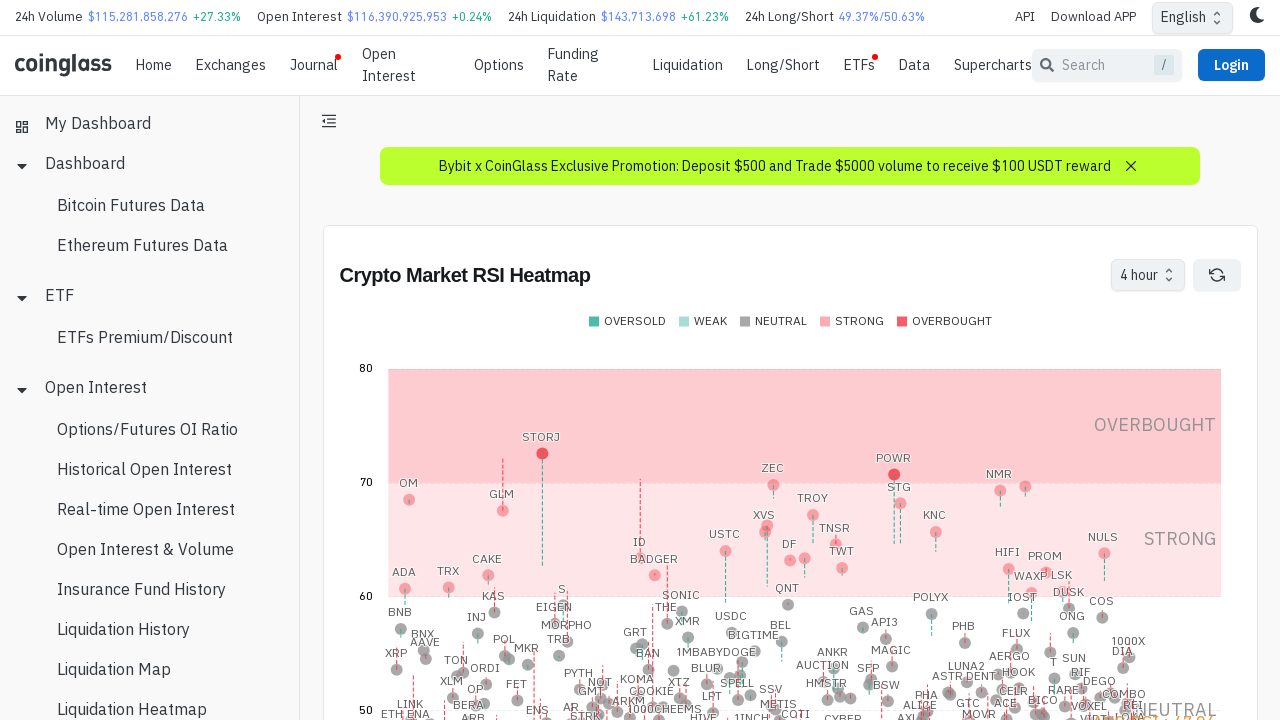 24h Volume $115,281,858,276 +27.33% Open Interest $116,390,925,953 +0.24% 24h Liquidation $143,713,698 +61.23% 24h Long/Short 49.37%/50.63% API Download APP English
coinglass Home Exchanges Journal Open Interest Options Funding Rate Liquidation Long/Short ETFs Data Supercharts Search / Login
My Dashboard
Dashboard
Bitcoin Futures Data
Ethereum Futures Data
ETF
ETFs Premium/Discount
Open Interest
Options/Futures OI Ratio
Historical Open Interest
Real-time Open Interest
Open Interest & Volume
Insurance Fund History
Liquidation History
Liquidation Map
Liquidation Heatmap
Bybit x CoinGlass Exclusive Promotion: Deposit $500 and Trade $5000 volume to receive $100 USDT reward
Crypto Market RSI Heatmap
4 hour
OVERSOLD WEAK NEUTRAL STRONG OVERBOUGHT
80
OVERBOUGHT
STORJ
POWR
ZEC
NMR
70
OM
STG
GLM
TROY
XVS
KNC
TNSR
USTC
NULS
STRONG
ID
DF
TWT
HIFI
PROM
BADGER
CAKE
TRX
ADA
WAXP
LSK
QNT
DUSK
60
KAS
S
SONIC
POLYX
IOST
COS
EIGEN
THE
BNB
GAS
INJ
USDC
ONG
XMR
API3
MORPHO
BEL
PHB
BNX
GRT
BIGTIME
FLUX
AAVE
POL
TRB
1000X
MKR
XRP
BAN
1MBABYDOGE
ANKR
MAGIC
AERGO
DIA
TON
T
SUN
ORDI
BLUR
AUCTION
SFP
LUNA2
HOOK
RIF
PYTH
ASTR
DENT
XLM
NOT
KOMA
XTZ
SPELL
HMSTR
BSW
DEGO
FET
OP
GMT
COOKIE
SSV
CELR
RARE
COMBO
LINK
BERA
ARKM
LPT
METIS
PHA
ALICE
GTC
ACE
BICO
VOXEL
REI
50
ETHENA
ARB
ENS
AR
STRK
1000CHEEMS
HIVE
1INCH
COTI
CYBER
MOVR
NEUTRAL